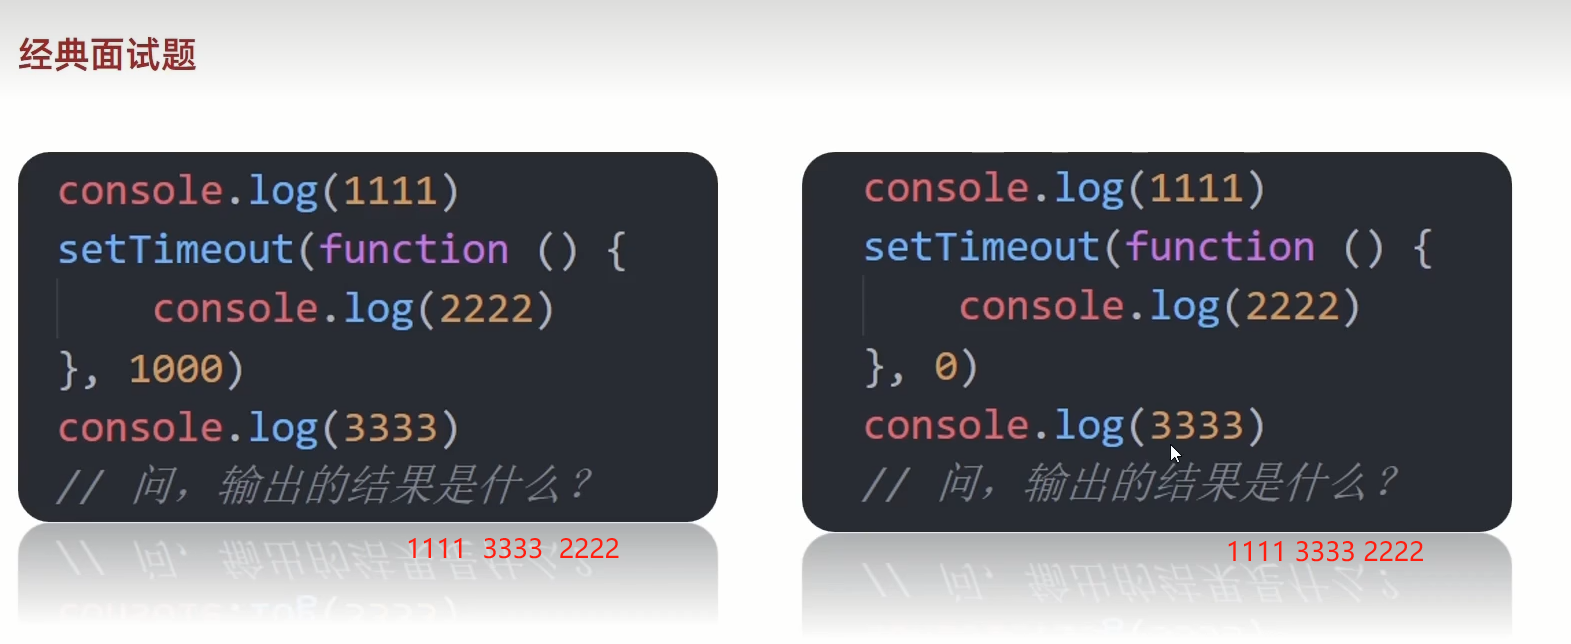 经典面试题
console.log(1111)
setTimeout(function () {
    console.log(2222)
}, 1000)
console.log(3333)
// 问，输出的结果是什么？
1111  3333  2222
console.log(1111)
setTimeout(function () {
    console.log(2222)
}, 0)
console.log(3333)
// 问，输出的结果是什么？
1111 3333 2222